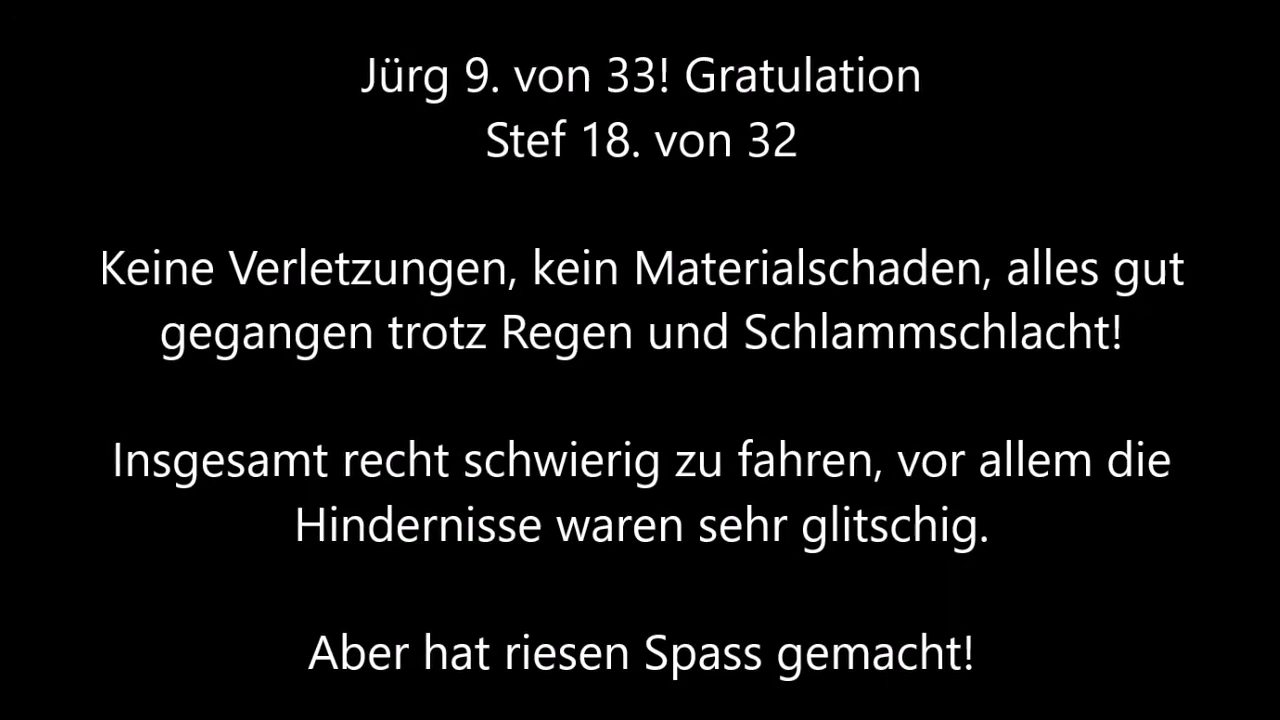 Jürg 9. von 33! Gratulation
Stef 18. von 32
Keine Verletzungen, kein Materialschaden, alles gut
gegangen trotz Regen und Schlammschlacht!
Insgesamt recht schwierig zu fahren, vor allem die
Hindernisse waren sehr glitschig.
Aber hat riesen Spass gemacht!